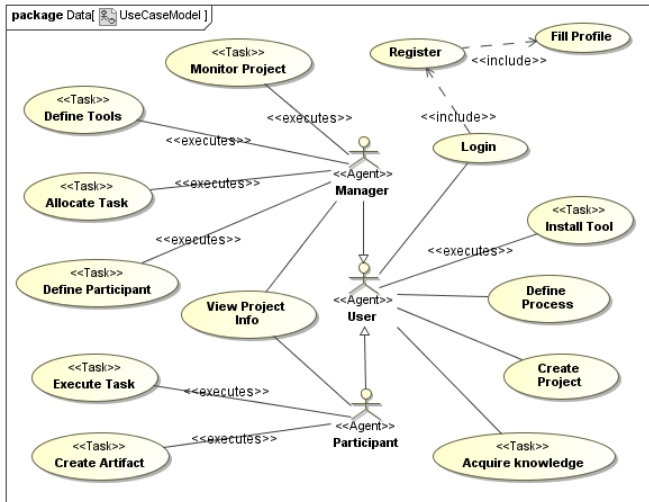 package Data[ UseCaseModel ]
<<Task>>
Monitor Project
Register
Fill Profile
<<include>>
<<Task>>
Define Tools
<<executes>>
<<include>>
<<executes>>
Login
<<Agent>>
Manager
<<Task>>
Allocate Task
<<executes>>
<<Task>>
Install Tool
<<executes>>
<<executes>>
<<Task>>
Define Participant
View Project
Info
<<Agent>>
User
Define
Process
<<Task>>
Execute Task
<<executes>>
Create
Project
<<Agent>>
Participant
<<Task>>
Create Artifact
<<executes>>
<<Task>>
Acquire knowledge